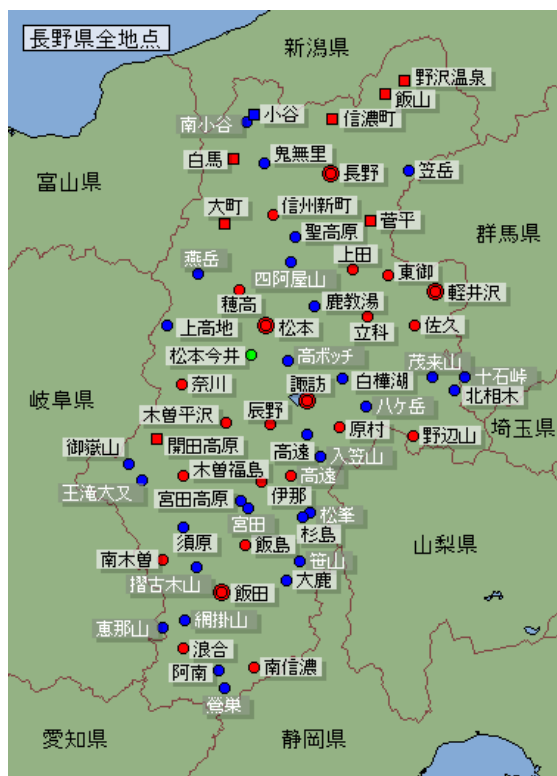 長野県全地点
新潟県
野沢温泉
飯山
小谷
南小谷
信濃町
白馬
鬼無里
長野
笠岳
富山県
大町
信州新町
菅平
聖高原
群馬県
燕岳
四阿屋山
上田
東御
穂高
鹿教湯
軽井沢
上高地
松本
立科
佐久
松本今井
高ボッチ
茂来山
十石峠
奈川
諏訪
白樺湖
北相木
岐阜県
木曽平沢
辰野
八ケ岳
埼玉県
御嶽山
開田高原
高遠
原村
野辺山
入笠山
王滝大又
木曽福島
高遠
宮田高原
伊那
宮田
松峯
須原
飯島
杉島
山梨県
南木曽
笹山
摺古木山
飯田
大鹿
恵那山
網掛山
浪合
阿南
南信濃
鶯巣
愛知県
静岡県